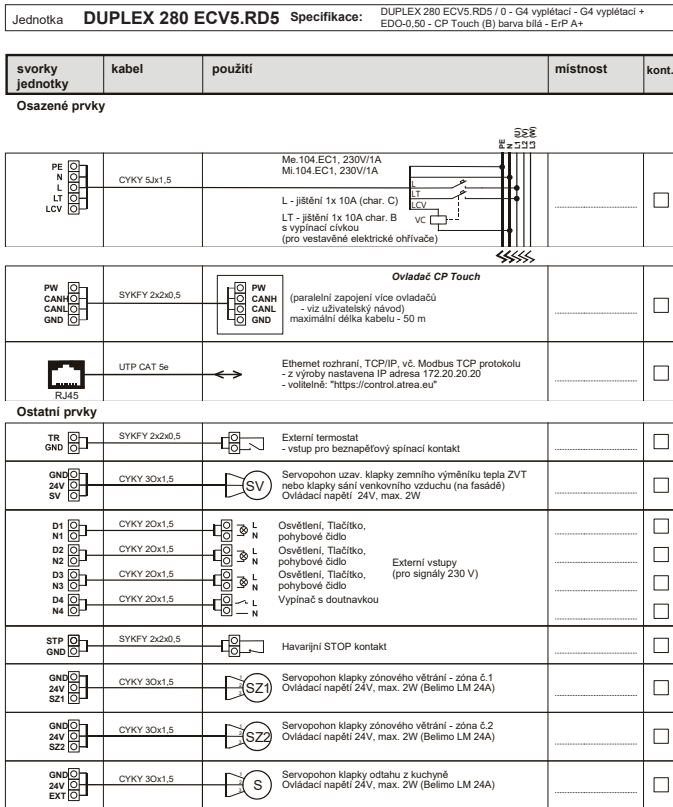 Jednotka DUPLEX 280 ECV5.RD5 Specifikace: DUPLEX 280 ECV5.RD5 / 0 - G4 vyplétací - G4 vyplétací +
EDO-0,50 - CP Touch (B) barva bílá - ErP A+
svorky jednotky kabel použití místnost kont.
Osazené prvky
PE
N
L1 (U)
L2 (V)
L3 (W)
PE
N
L
LT
LCV
CYKY 5Jx1,5
Me.104.EC1, 230V/1A
Mi.104.EC1, 230V/1A
L - jištění 1x 10A (char. C)
LT - jištění 1x 10A char. B
s vypínací cívkou
(pro vestavěné elektrické ohřívače)
L
LT
LCV
VC
PW
CANH
CANL
GND
SYKFY 2x2x0,5
PW
CANH
CANL
GND
Ovladač CP Touch
(paralelní zapojení více ovladačů
- viz uživatelský návod)
maximální délka kabelu - 50 m
RJ45
UTP CAT 5e
Ethernet rozhraní, TCP/IP, vč. Modbus TCP protokolu
- z výroby nastavena IP adresa 172.20.20.20
- volitelně: "https://control.atrea.eu"
Ostatní prvky
TR
GND
SYKFY 2x2x0,5
Externí termostat
- vstup pro beznapěťový spínací kontakt
GND
24V
SV
CYKY 3Ox1,5
SV
Servopohon uzav. klapky zemního výměníku tepla ZVT
nebo klapky sání venkovního vzduchu (na fasádě)
Ovládací napětí 24V, max. 2W
D1
N1
CYKY 2Ox1,5
L
N
Osvětlení, Tlačítko,
pohybové čidlo
D2
N2
CYKY 2Ox1,5
L
N
Osvětlení, Tlačítko,
pohybové čidlo
Externí vstupy
(pro signály 230 V)
D3
N3
CYKY 2Ox1,5
L
N
Osvětlení, Tlačítko,
pohybové čidlo
D4
N4
CYKY 2Ox1,5
L
N
Vypínač s doutnavkou
STP
GND
SYKFY 2x2x0,5
Havarijní STOP kontakt
GND
24V
SZ1
CYKY 3Ox1,5
1
2
3
SZ1
Servopohon klapky zónového větrání - zóna č.1
Ovládací napětí 24V, max. 2W (Belimo LM 24A)
GND
24V
SZ2
CYKY 3Ox1,5
1
2
3
SZ2
Servopohon klapky zónového větrání - zóna č.2
Ovládací napětí 24V, max. 2W (Belimo LM 24A)
GND
24V
EXT
CYKY 3Ox1,5
1
2
3
S
Servopohon klapky odtahu z kuchyně
Ovládací napětí 24V, max. 2W (Belimo LM 24A)